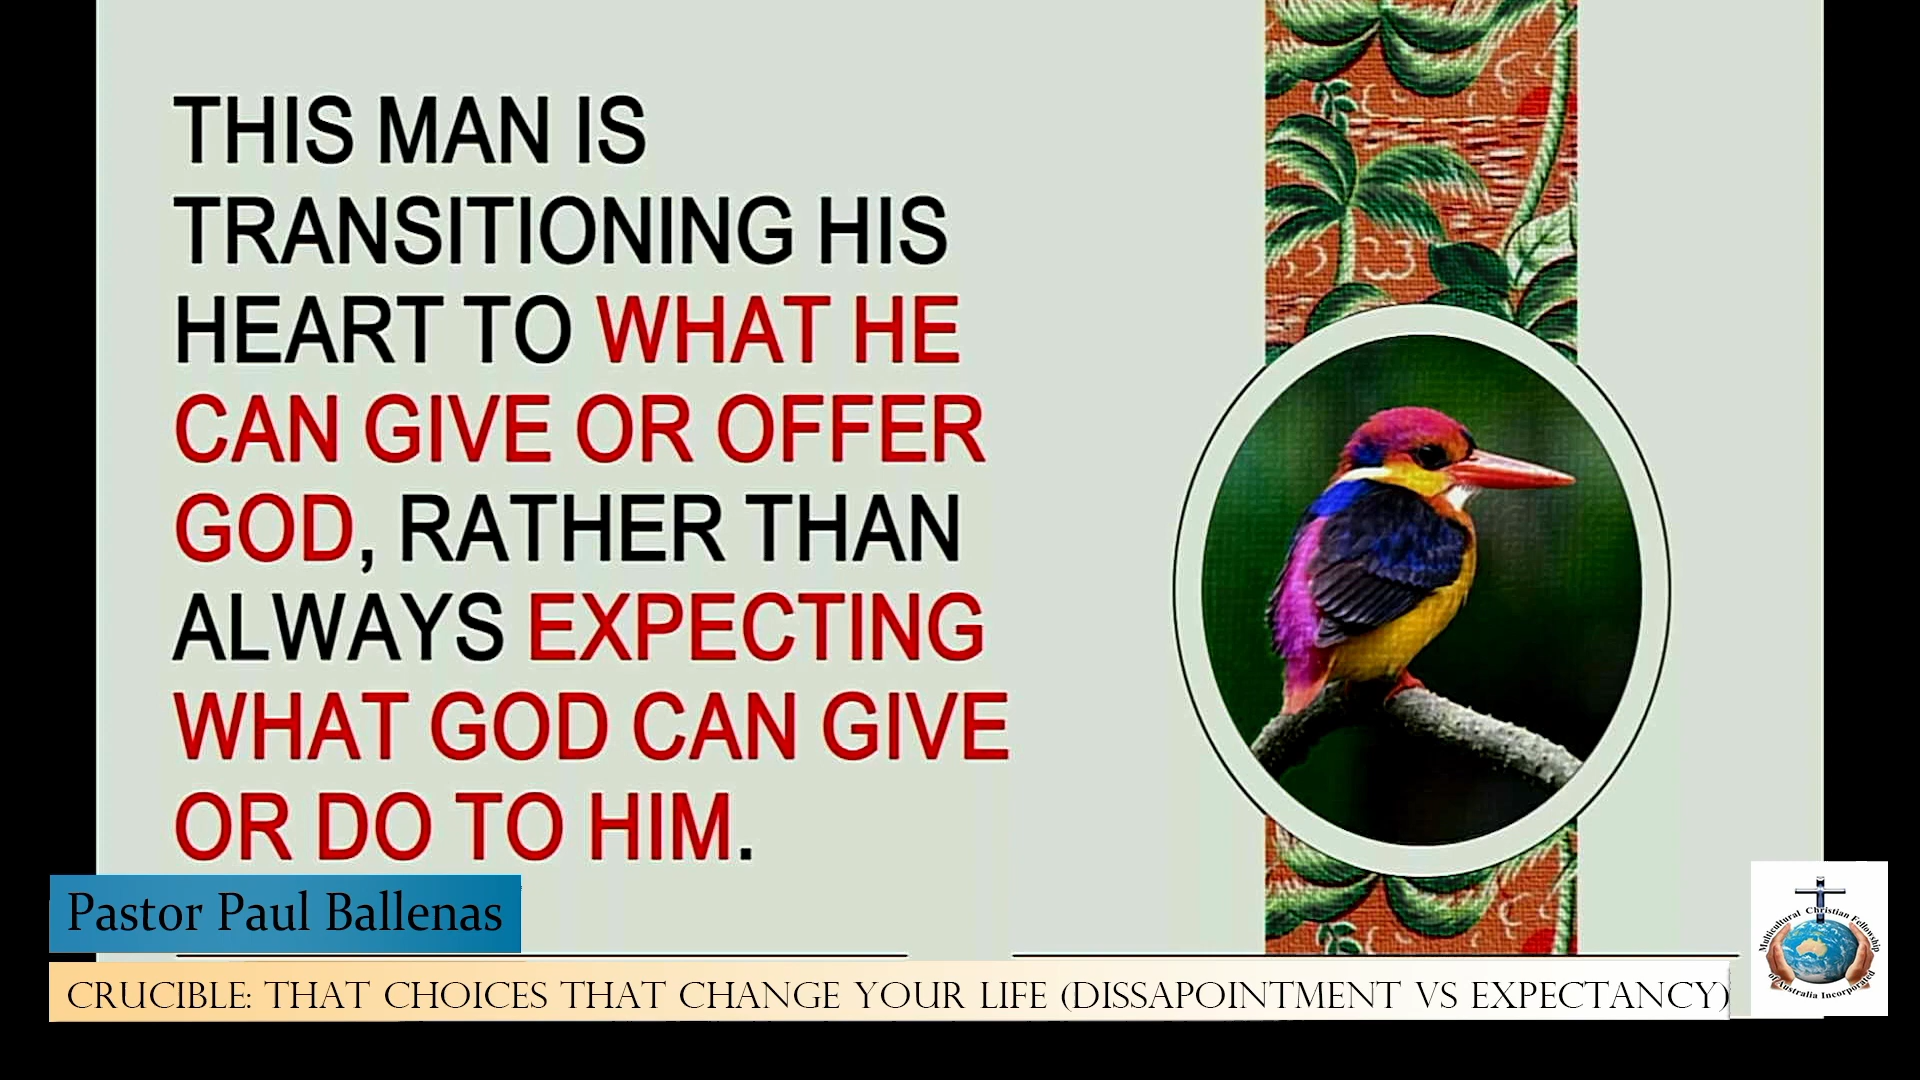 THIS MAN IS
TRANSITIONING HIS
HEART TO WHAT HE
CAN GIVE OR OFFER
GOD, RATHER THAN
ALWAYS EXPECTING
WHAT GOD CAN GIVE
OR DO TO HIM.
Pastor Paul Ballenas
CRUCIBLE: THAT CHOICES THAT CHANGE YOUR LIFE (DISSAPOINTMENT VS EXPECTANCY)
Multicultural Christian Fellowship
of Australia Incorporated